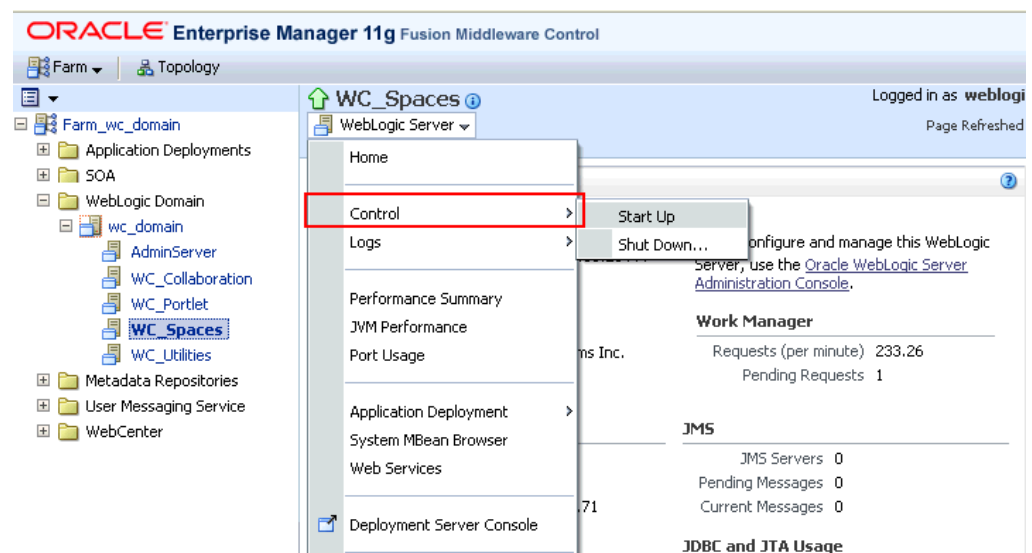 ORACLE Enterprise Manager 11g Fusion Middleware Control
Farm
Topology
Farm_wc_domain
Application Deployments
SOA
WebLogic Domain
wc_domain
AdminServer
WC_Collaboration
WC_Portlet
WC_Spaces
WC_Utilities
Metadata Repositories
User Messaging Service
WebCenter
WC_Spaces
Logged in as weblogi
WebLogic Server
Page Refreshed
Home
Control
Logs
Performance Summary
JVM Performance
Port Usage
Application Deployment
System MBean Browser
Web Services
Deployment Server Console
Start Up
Shut Down...
onfigure and manage this WebLogic
Server, use the Oracle WebLogic Server
Administration Console.
Work Manager
ms Inc.
Requests (per minute) 233.26
Pending Requests 1
JMS
JMS Servers 0
Pending Messages 0
.71
Current Messages 0
JDBC and JTA Usage